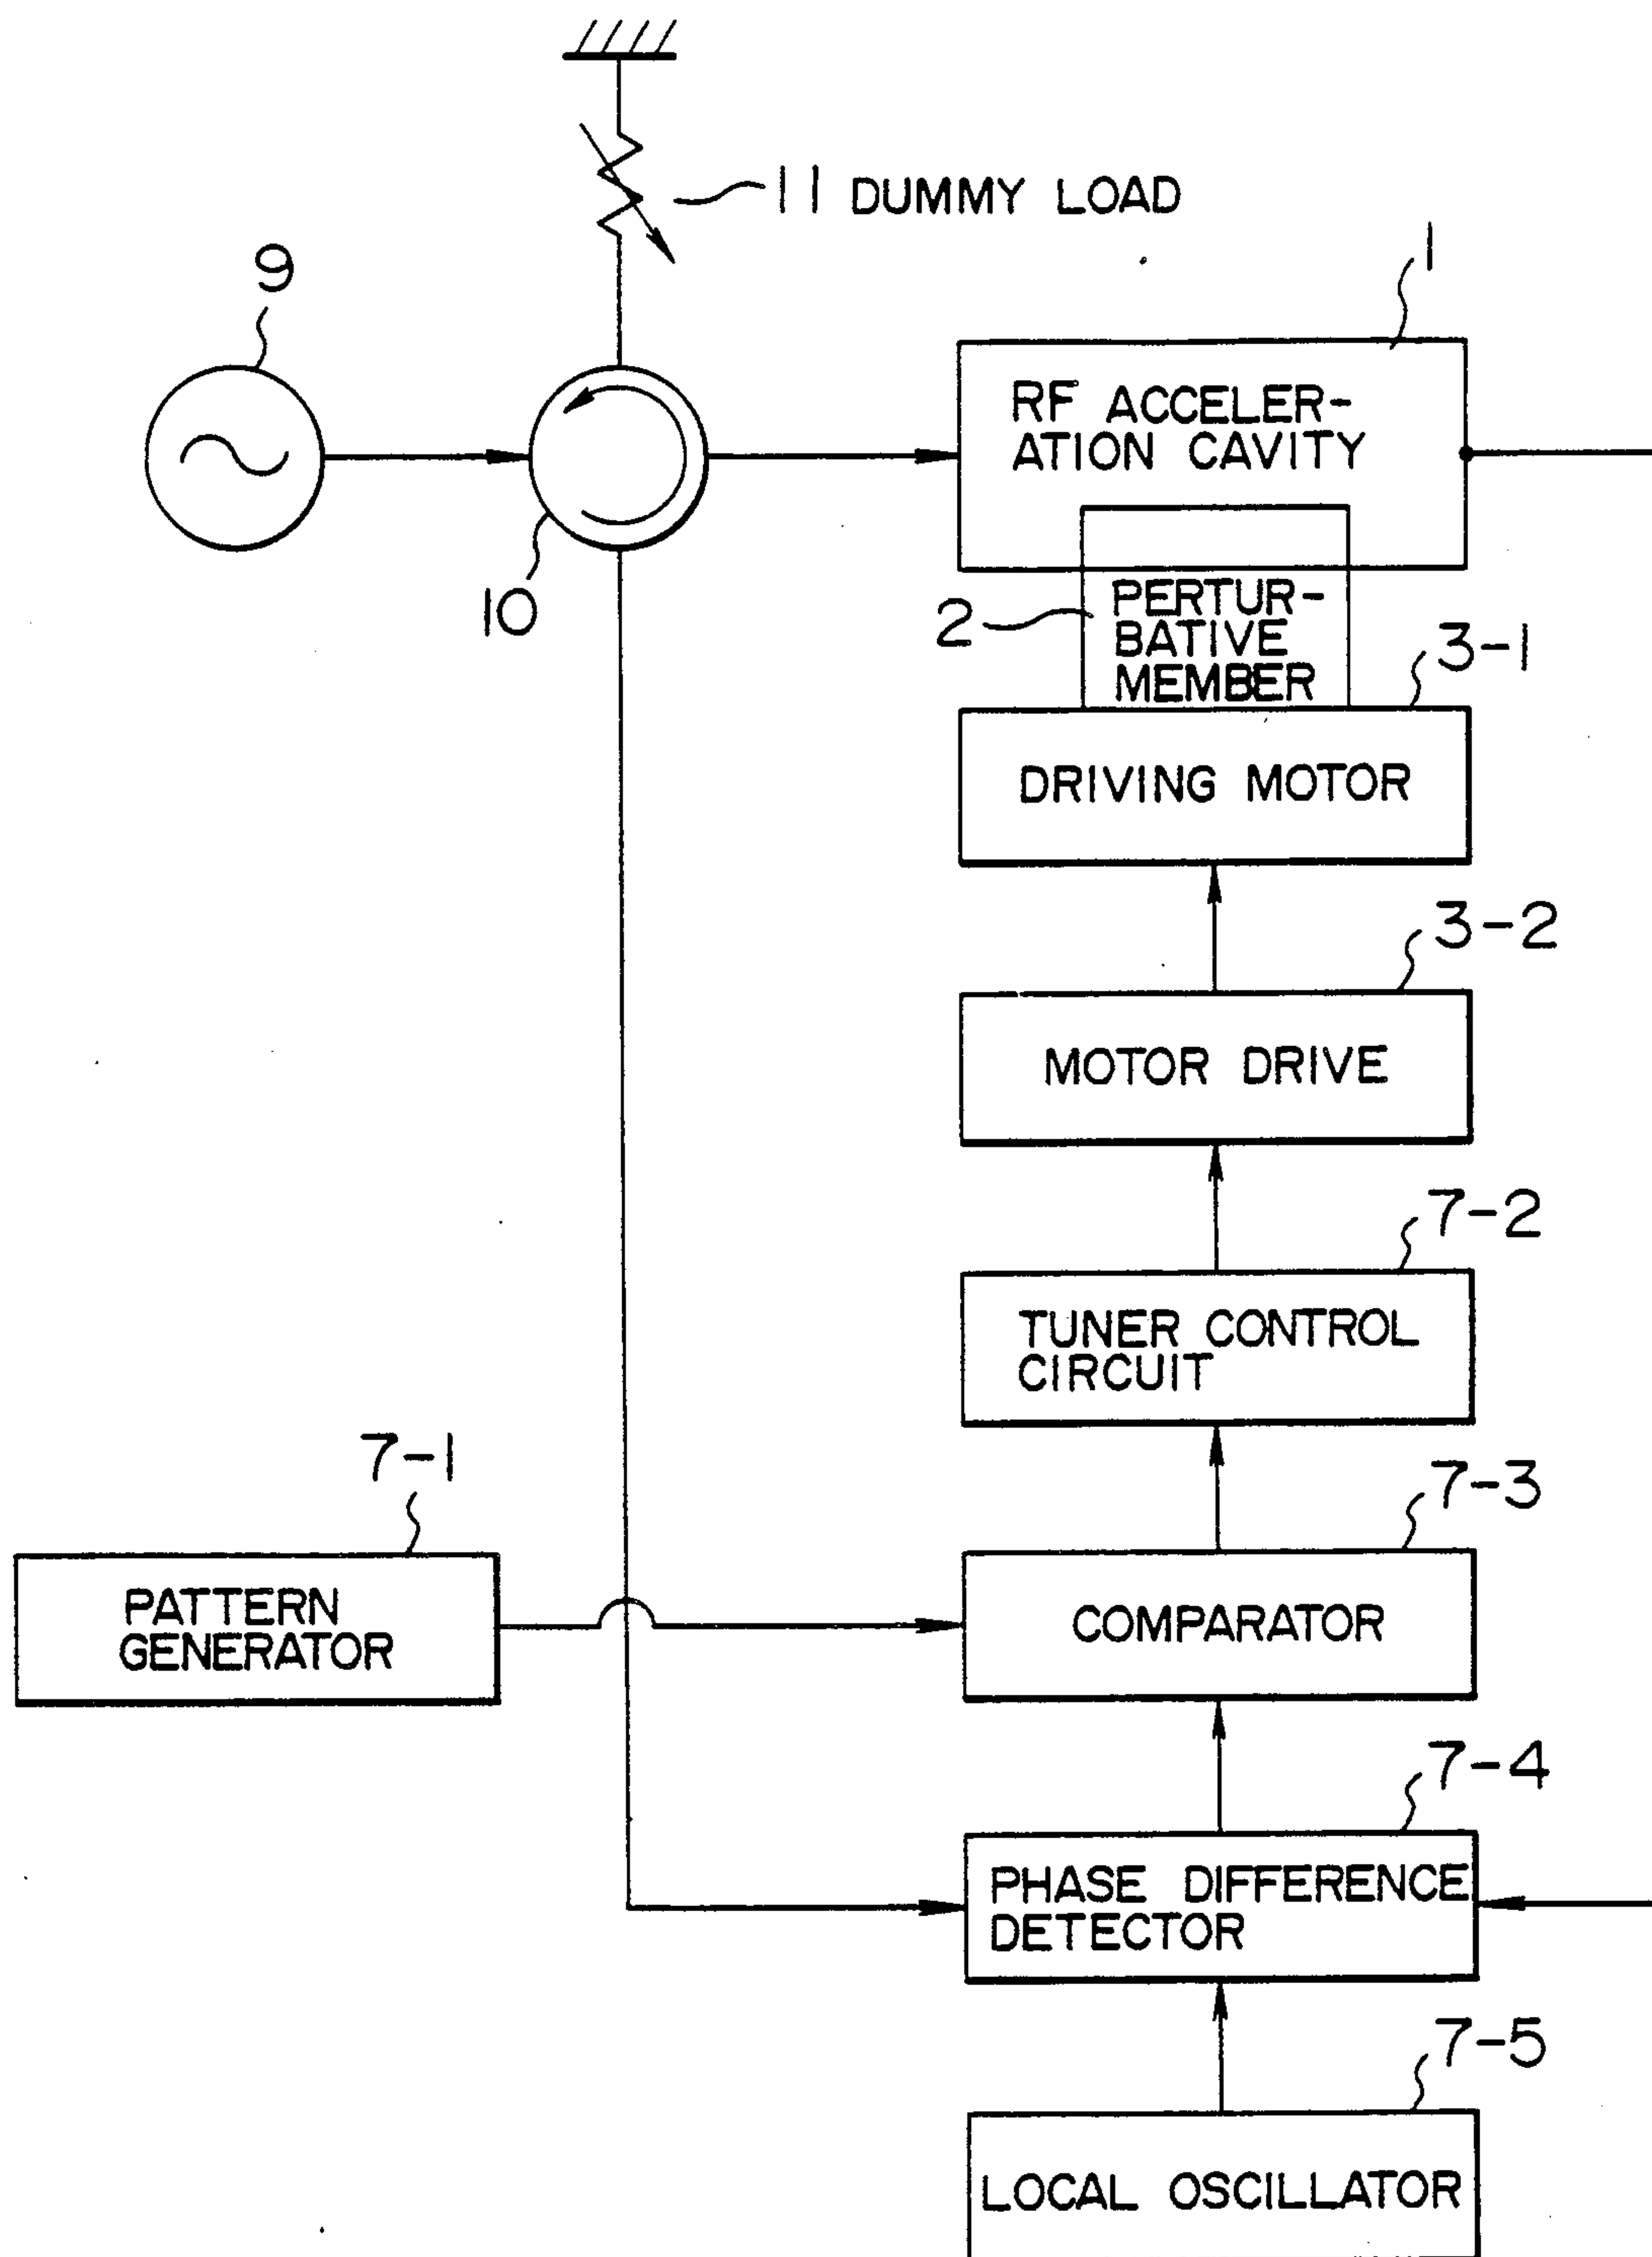 11 DUMMY LOAD
9
1
RF ACCELER-
ATION CAVITY
10
2
PERTUR-
BATIVE
MEMBER
3-1
DRIVING MOTOR
3-2
MOTOR DRIVE
7-2
TUNER CONTROL
CIRCUIT
7-1
7-3
PATTERN
GENERATOR
COMPARATOR
7-4
PHASE DIFFERENCE
DETECTOR
7-5
LOCAL OSCILLATOR